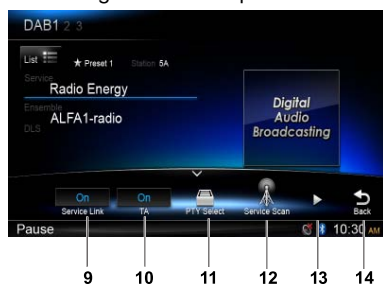 DAB1 2 3
List ★ Preset 1 Station 5A
Service
Radio Energy
Ensemble
ALFA1-radio
DLS
Digital
Audio
Broadcasting
On On
Service Link TA PTY Select Service Scan Back
Pause 10:30 AM
9 10 11 12 13 14